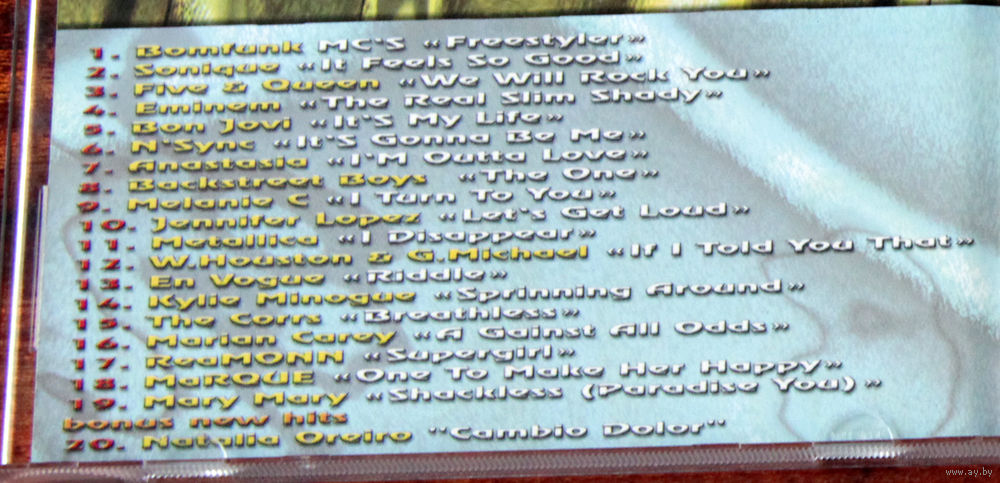 1. Bomfunk MC'S «Freestyler»
2. Sonique «It Feels So Good»
3. Five & Queen «We Will Rock You»
4. Eminem «The Real Slim Shady»
5. Bon Jovi «It'S My Life»
6. N'Sync «It'S Gonna Be Me»
7. Anastasia «I'M Outta Love»
8. Backstreet Boys «The One»
9. Melanie C «I Turn To You»
10. Jennifer Lopez «Let's Get Loud»
11. Metallica «I Disappear»
12. W.Houston & G.Michael «If I Told You That»
13. En Vogue «Riddle»
14. Kylie Minogue «Sprinning Around»
15. The Corrs «Breathless»
16. Marian Carey «A Gainst All Odds»
17. ReaMONN «Supergirl»
18. MaRQUE «One To Make Her Happy»
19. Mary Mary «Shackless (Paradise You)»
bonus new hits
20. Natalia Oreiro "Cambio Dolor"
www.ay.by